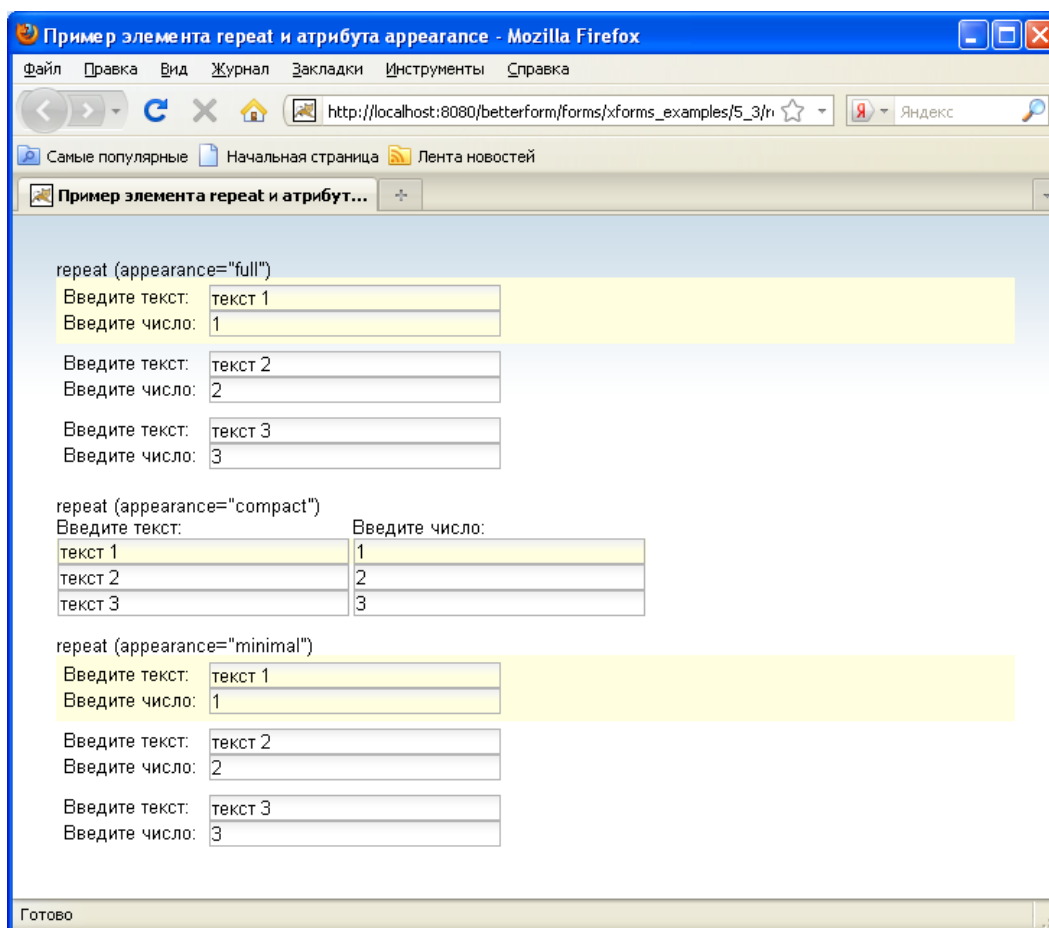 Пример элемента repeat и атрибута appearance - Mozilla Firefox
Файл Правка Вид Журнал Закладки Инструменты Справка
http://localhost:8080/betterform/forms/xforms_examples/5_3/r Я Яндекс
Самые популярные Начальная страница Лента новостей
Пример элемента repeat и атрибут...
repeat (appearance="full")
Введите текст: текст 1
Введите число: 1
Введите текст: текст 2
Введите число: 2
Введите текст: текст 3
Введите число: 3
repeat (appearance="compact")
Введите текст: Введите число:
текст 1 1
текст 2 2
текст 3 3
repeat (appearance="minimal")
Введите текст: текст 1
Введите число: 1
Введите текст: текст 2
Введите число: 2
Введите текст: текст 3
Введите число: 3
Готово